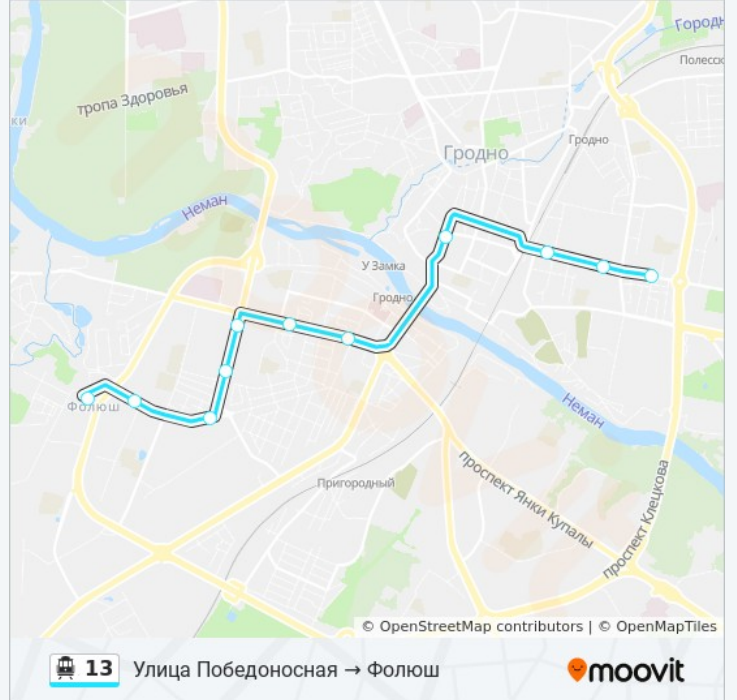 Городн
Полесск
тропа Здоровья
ки
Гродно
Гродно
Неман
У Замка
Гродно
Фолюш
Неман
Пригородный
проспект Янки Купалы
проспект Клецкова
© OpenStreetMap contributors | © OpenMapTiles
13 Улица Победоносная → Фолюш
moovit